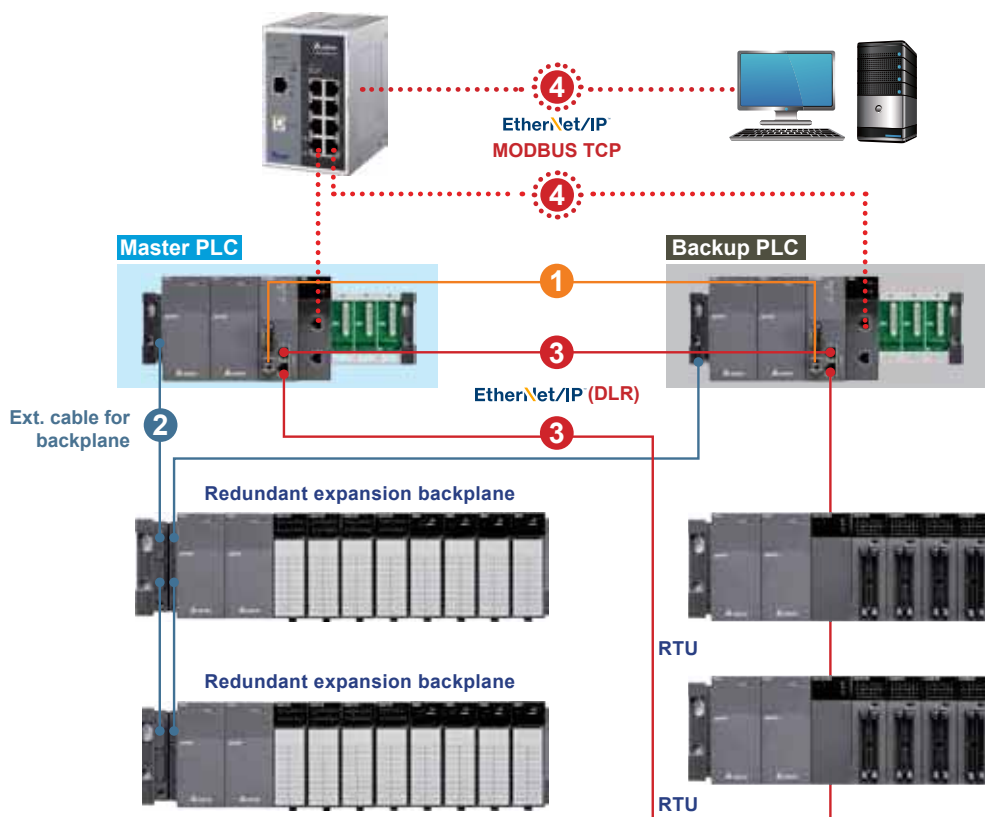 4
EtherNet/IP
MODBUS TCP
4
Master PLC
Backup PLC
1
3
EtherNet/IP (DLR)
Ext. cable for
backplane
2
3
Redundant expansion backplane
RTU
Redundant expansion backplane
RTU